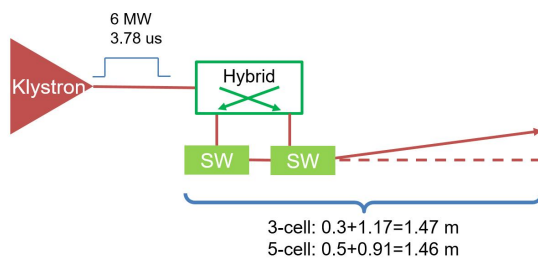 6 MW
3.78 us
Klystron
Hybrid
SW
SW
3-cell: 0.3+1.17=1.47 m
5-cell: 0.5+0.91=1.46 m